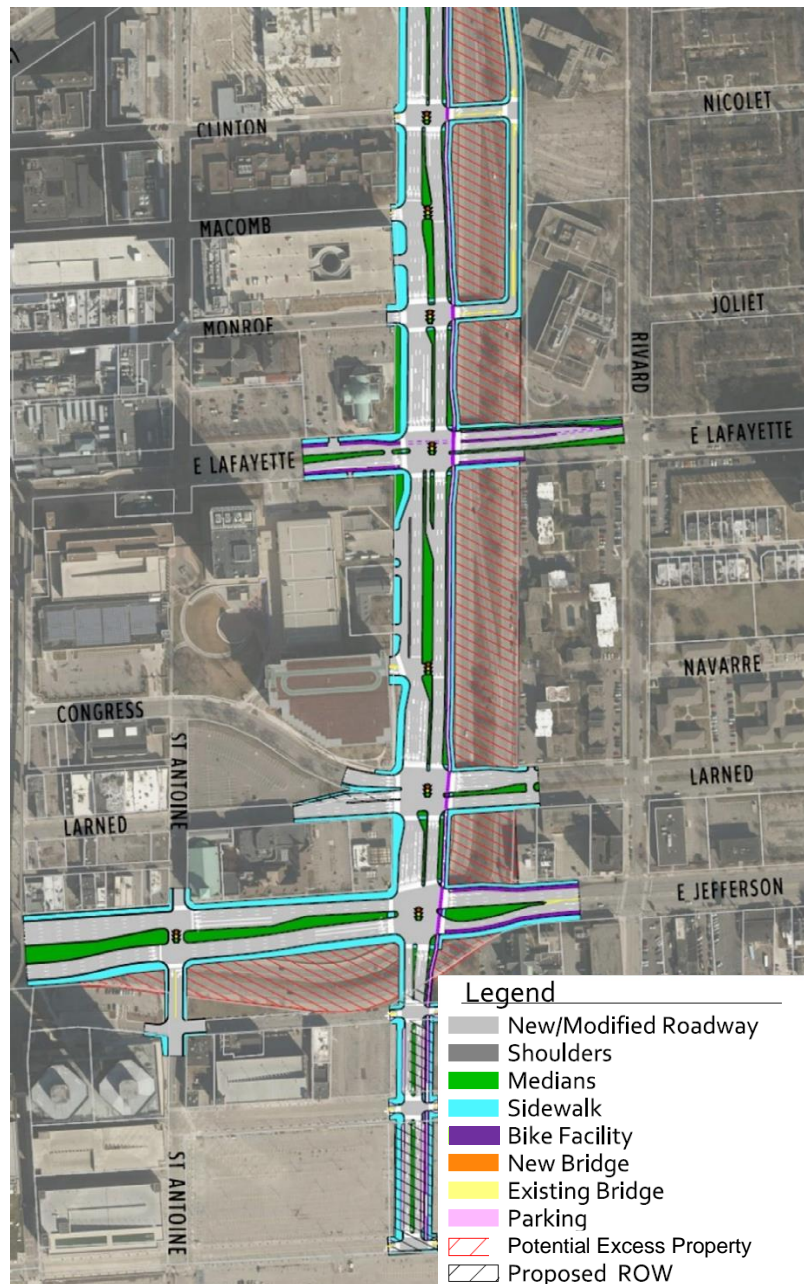 NICOLET
CLINTON
MACOMB
JOLIET
MONROE
RIVARD
E LAFAYETTE
E LAFAYETTE
NAVARRE
CONGRESS
ST ANTOINE
LARNED
LARNED
E JEFFERSON
ST ANTOINE
Legend
New/Modified Roadway
Shoulders
Medians
Sidewalk
Bike Facility
New Bridge
Existing Bridge
Parking
Potential Excess Property
Proposed ROW